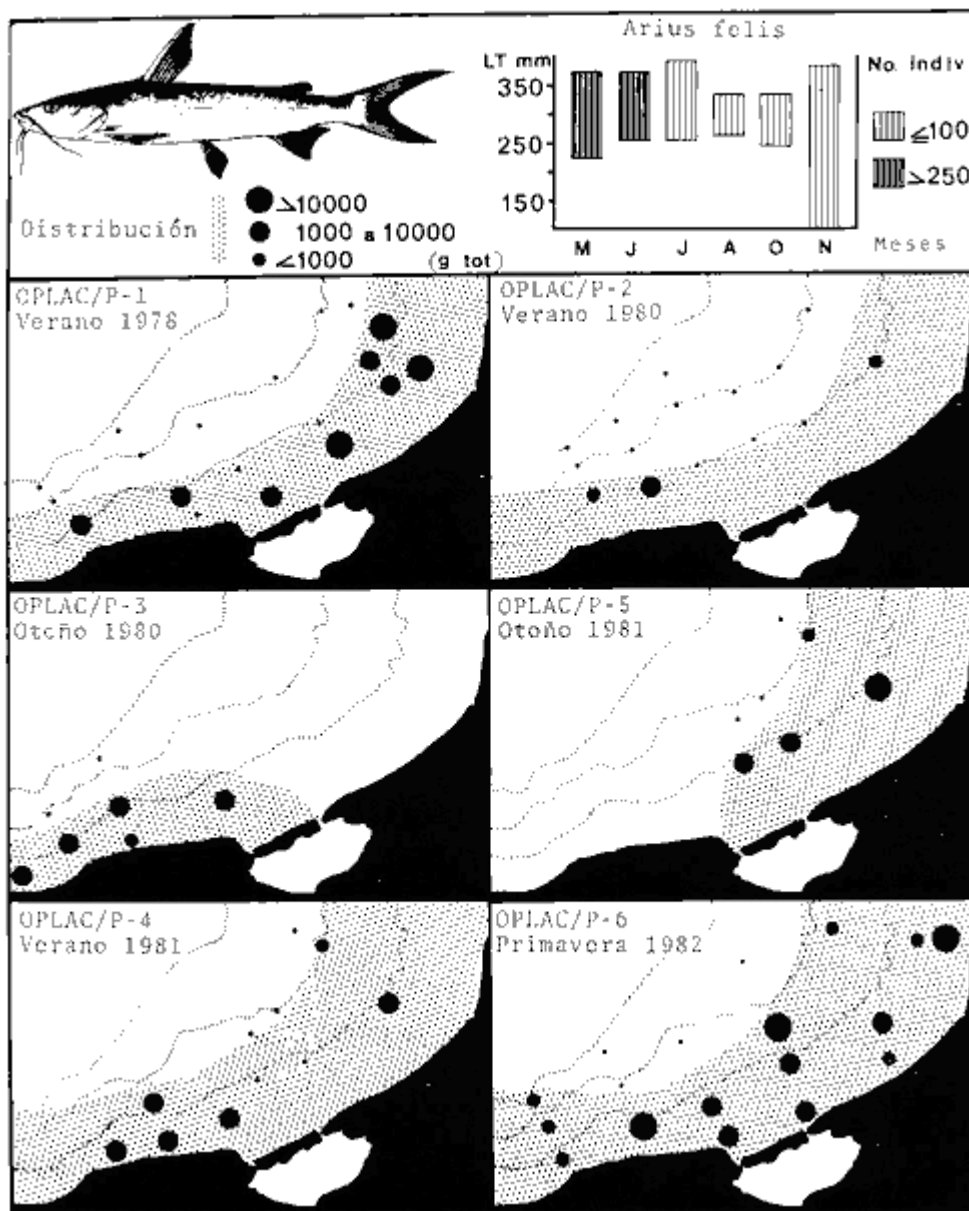 Arius felis
LT mm
350
250
150
M J J A O N
Meses
No. indiv
≤100
>250
Distribución
>10000
1000 a 10000
<1000 (g tot)
OPLAC/P-1
Verano 1978
OPLAC/P-2
Verano 1980
OPLAC/P-3
Otoño 1980
OPLAC/P-5
Otoño 1981
OPLAC/P-4
Verano 1981
OPLAC/P-6
Primavera 1982